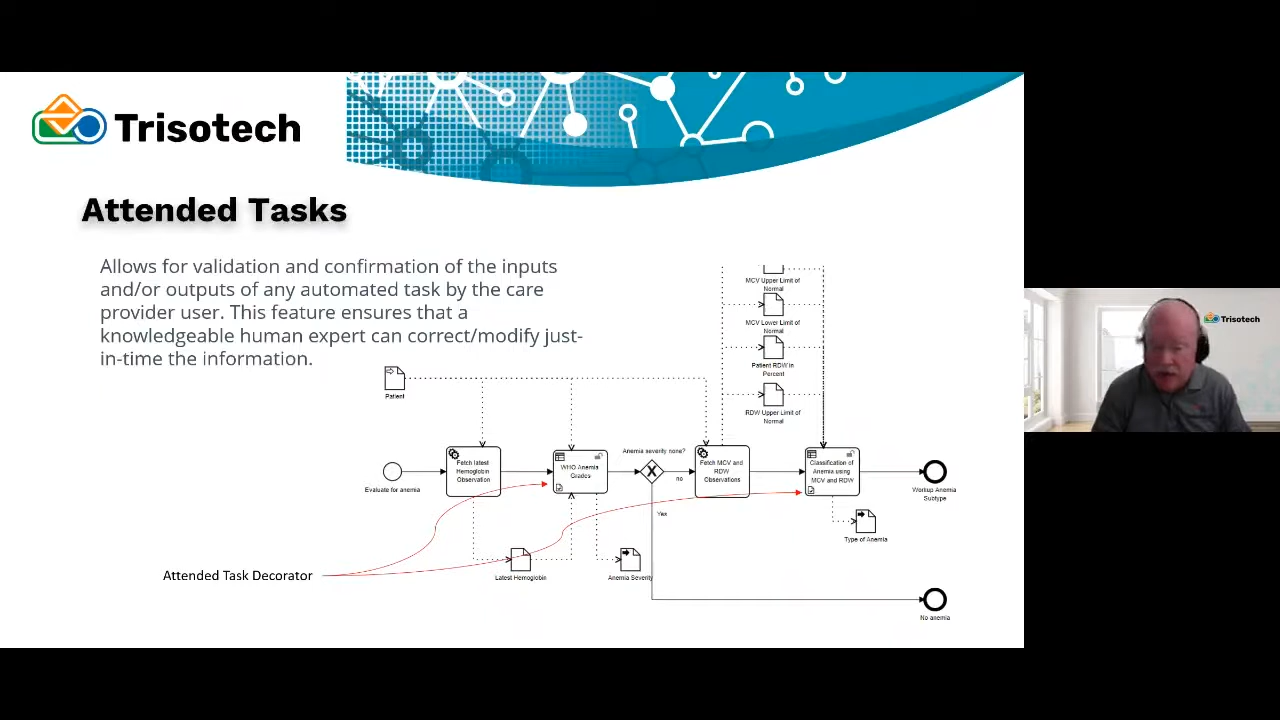 Trisotech
Attended Tasks
Allows for validation and confirmation of the inputs
and/or outputs of any automated task by the care
provider user. This feature ensures that a
knowledgeable human expert can correct/modify just-
in-time the information.
MCV Upper Limit of
Normal
MCV Lower Limit of
Normal
Patient RDW in
Percent
RDW Upper Limit of
Normal
Patient
Evaluate for anemia
Fetch latest
Hemoglobin
Observation
WHO Anemia
Grades
Anemia severity none?
no
Yes
Fetch MCV and
RDW
Observations
Classification of
Anemia using
MCV and RDW
Workup Anemia
Subtype
Type of Anemia
Latest Hemoglobin
Anemia Severity
No anemia
Attended Task Decorator
Trisotech